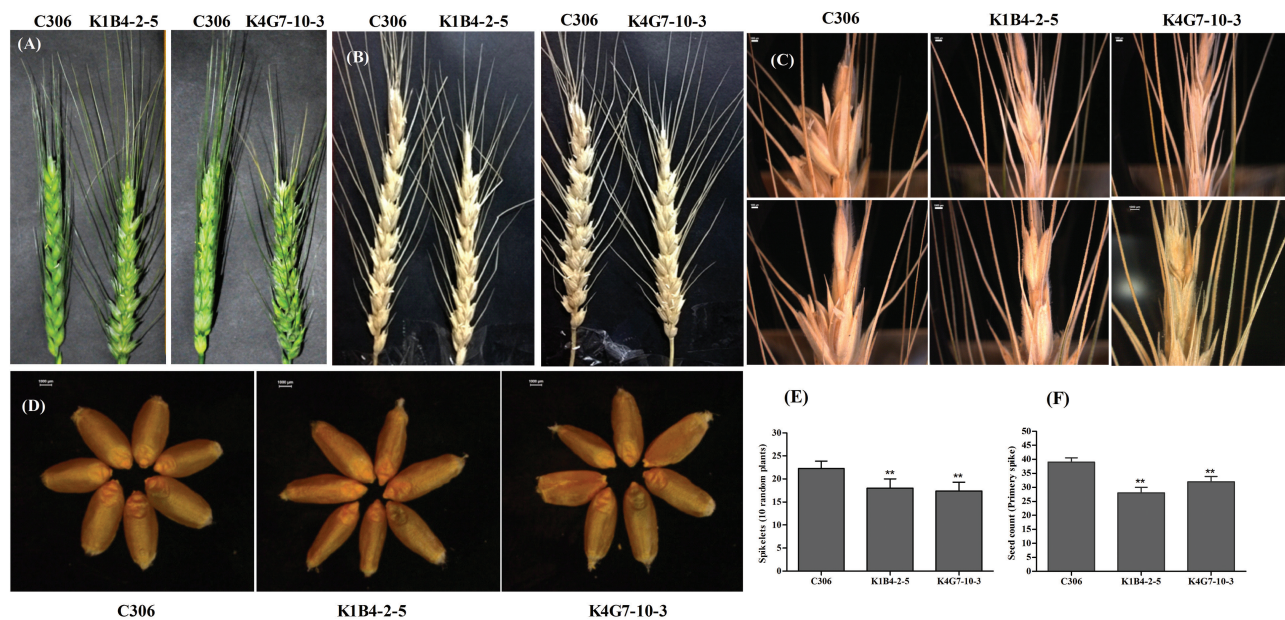 C306 K1B4-2-5 C306 K4G7-10-3 C306 K1B4-2-5 C306 K4G7-10-3 C306 K1B4-2-5 K4G7-10-3
(A)
(B)
(C)
(D)
1000 µm
1000 µm
1000 µm
C306 K1B4-2-5 K4G7-10-3
(E)
Spikelets (10 random plants)
30
25
20
15
10
5
0
** **
C306 K1B4-2-5 K4G7-10-3
(F)
Seed count (Primery spike)
50
45
40
35
30
25
20
15
10
5
0
** **
C306 K1B4-2-5 K4G7-10-3